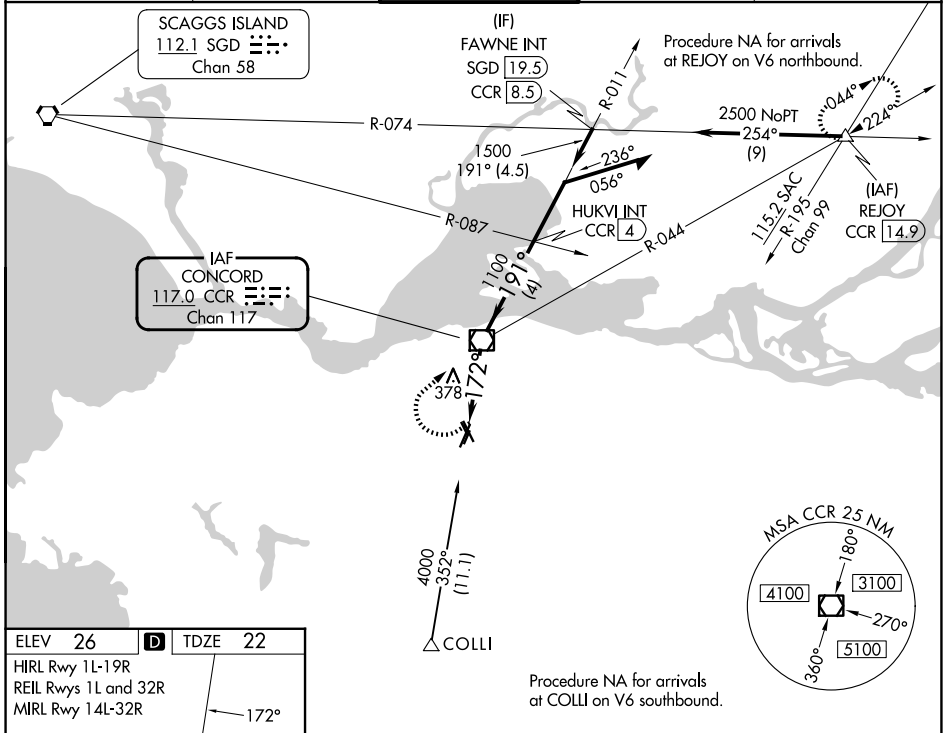 SCAGGS ISLAND
112.1 SGD
Chan 58
(IF)
FAWNE INT
SGD 19.5
CCR 8.5
Procedure NA for arrivals
at REJOY on V6 northbound.
R-011
044°
224°
2500 NoPT
254°
(9)
R-074
1500
191° (4.5)
236°
056°
(IAF)
REJOY
CCR 14.9
115.2 SAC
R-195
Chan 99
HUKVI INT
CCR 4
R-087
R-044
IAF
CONCORD
117.0 CCR
Chan 117
1100
191°
(4)
172°
378
4000
352°
(11.1)
COLLI
MSA CCR 25 NM
180°
4100
3100
270°
5100
360°
Procedure NA for arrivals
at COLLI on V6 southbound.
ELEV 26 D TDZE 22
HIRL Rwy 1L-19R
REIL Rwys 1L and 32R
MIRL Rwy 14L-32R
172°